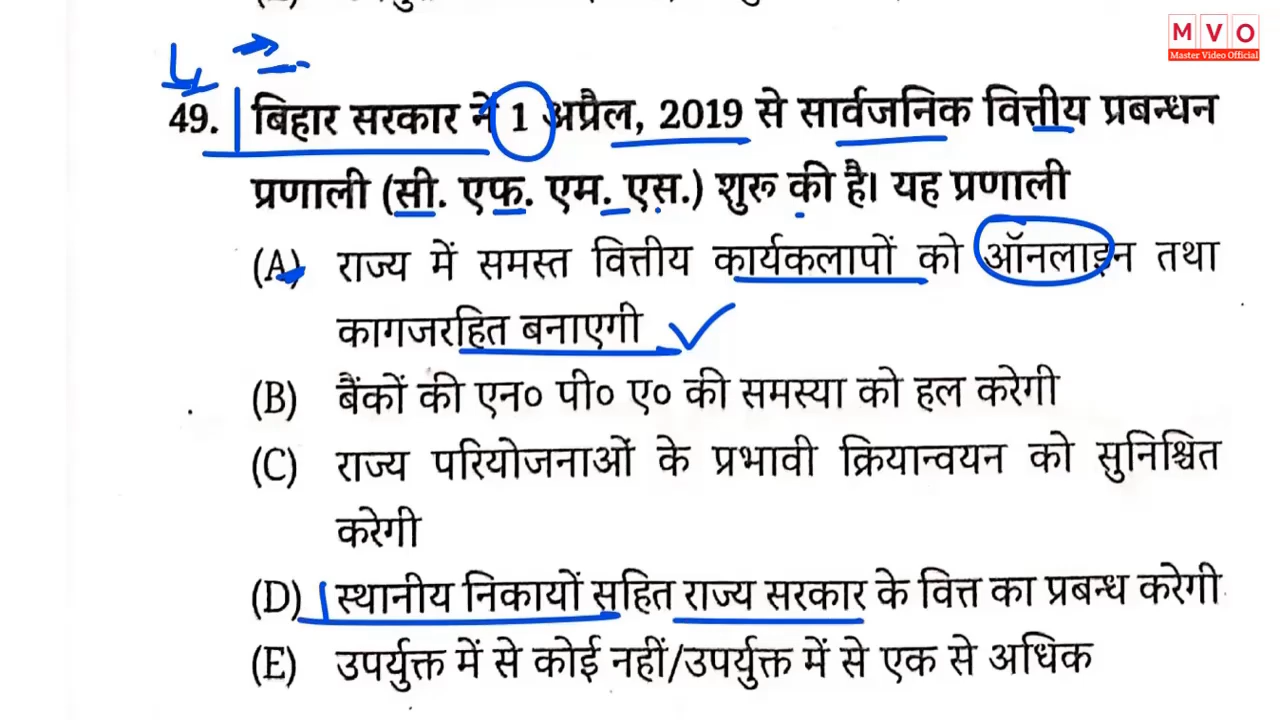 M V O
Master Video Official
49. बिहार सरकार ने 1 अप्रैल, 2019 से सार्वजनिक वित्तीय प्रबन्धन
प्रणाली (सी. एफ. एम. एस.) शुरू की है। यह प्रणाली
(A) राज्य में समस्त वित्तीय कार्यकलापों को ऑनलाइन तथा
कागजरहित बनाएगी
(B) बैंकों की एन० पी० ए० की समस्या को हल करेगी
(C) राज्य परियोजनाओं के प्रभावी क्रियान्वयन को सुनिश्चित
करेगी
(D) स्थानीय निकायों सहित राज्य सरकार के वित्त का प्रबन्ध करेगी
(E) उपर्युक्त में से कोई नहीं/उपर्युक्त में से एक से अधिक